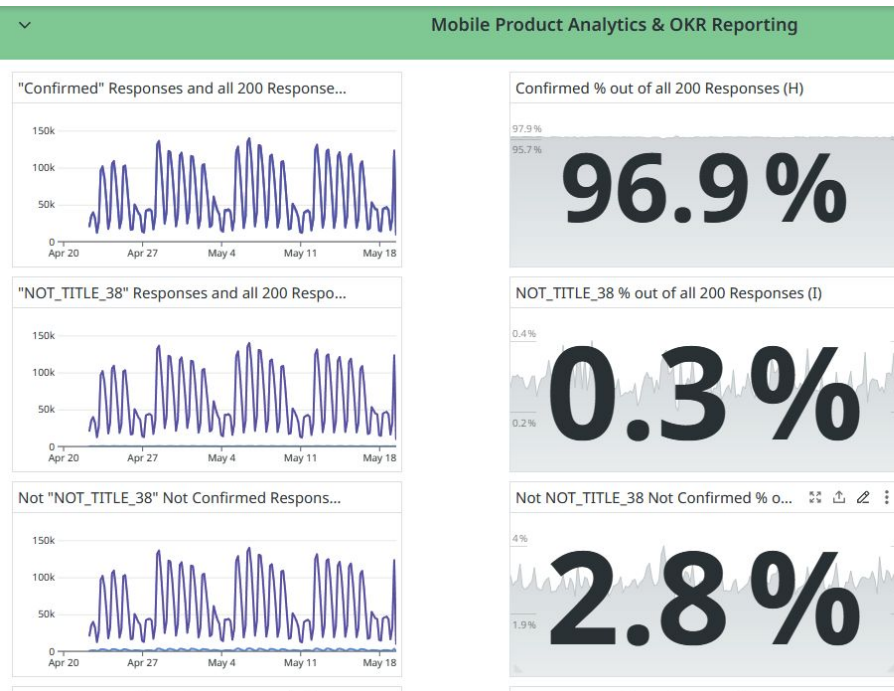 Mobile Product Analytics & OKR Reporting
"Confirmed" Responses and all 200 Response...
150k
100k
50k
0
Apr 20 Apr 27 May 4 May 11 May 18
Confirmed % out of all 200 Responses (H)
97.9%
95.7%
96.9%
"NOT_TITLE_38" Responses and all 200 Respo...
150k
100k
50k
0
Apr 20 Apr 27 May 4 May 11 May 18
NOT_TITLE_38 % out of all 200 Responses (I)
0.4%
0.2%
0.3%
Not "NOT_TITLE_38" Not Confirmed Respons...
150k
100k
50k
0
Apr 20 Apr 27 May 4 May 11 May 18
Not NOT_TITLE_38 Not Confirmed % o...
4%
1.9%
2.8%